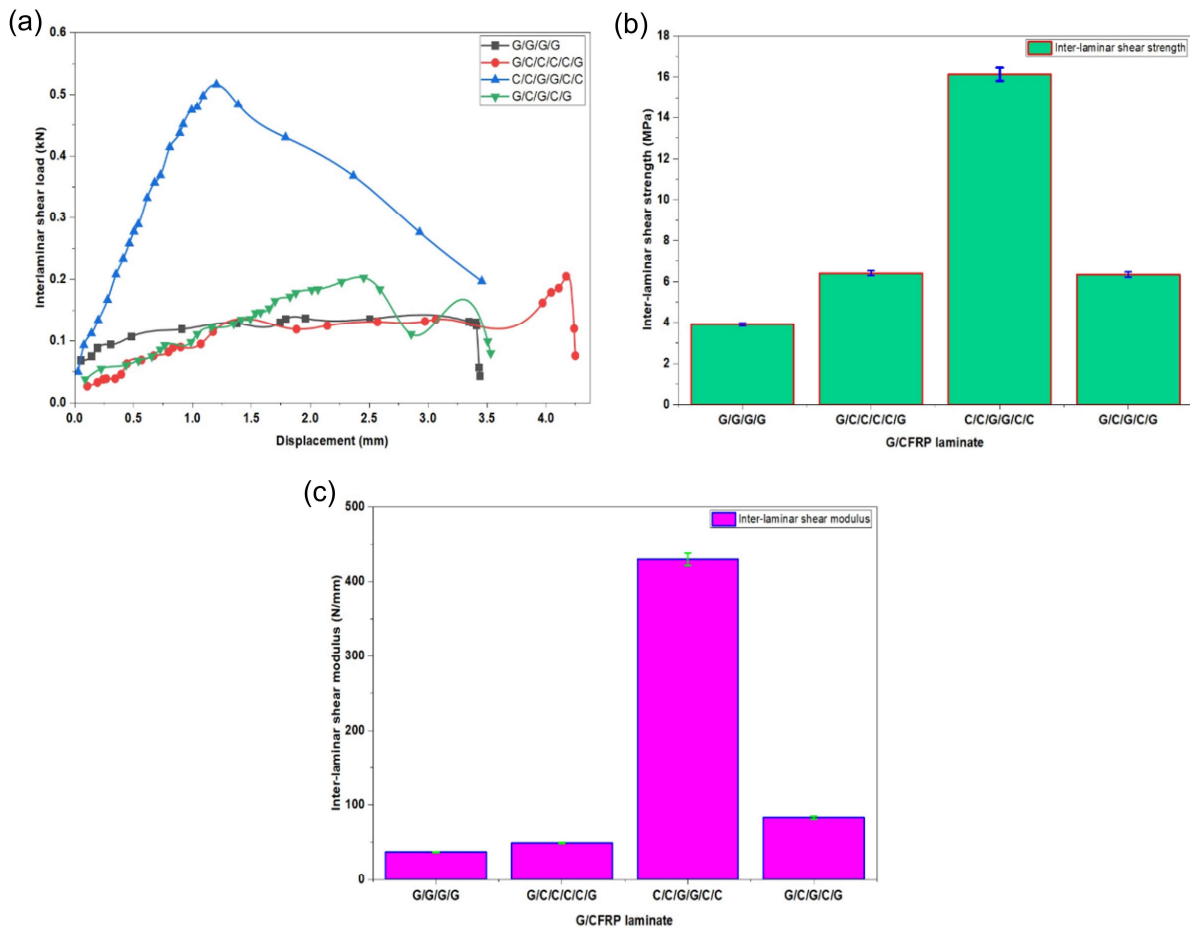 (a)
0.6
0.5
0.4
0.3
0.2
0.1
0.0
Interlaminar shear load (kN)
G/G/G/G
G/C/C/C/C/G
C/C/G/G/C/C
G/C/G/C/G
0.0 0.5 1.0 1.5 2.0 2.5 3.0 3.5 4.0
Displacement (mm)
(b)
18
16
14
12
10
8
6
4
2
0
Inter-laminar shear strength (MPa)
Inter-laminar shear strength
G/G/G/G G/C/C/C/C/G C/C/G/G/C/C G/C/G/C/G
G/CFRP laminate
(c)
500
400
300
200
100
0
Inter-laminar shear modulus (N/mm)
Inter-laminar shear modulus
G/G/G/G G/C/C/C/C/G C/C/G/G/C/C G/C/G/C/G
G/CFRP laminate